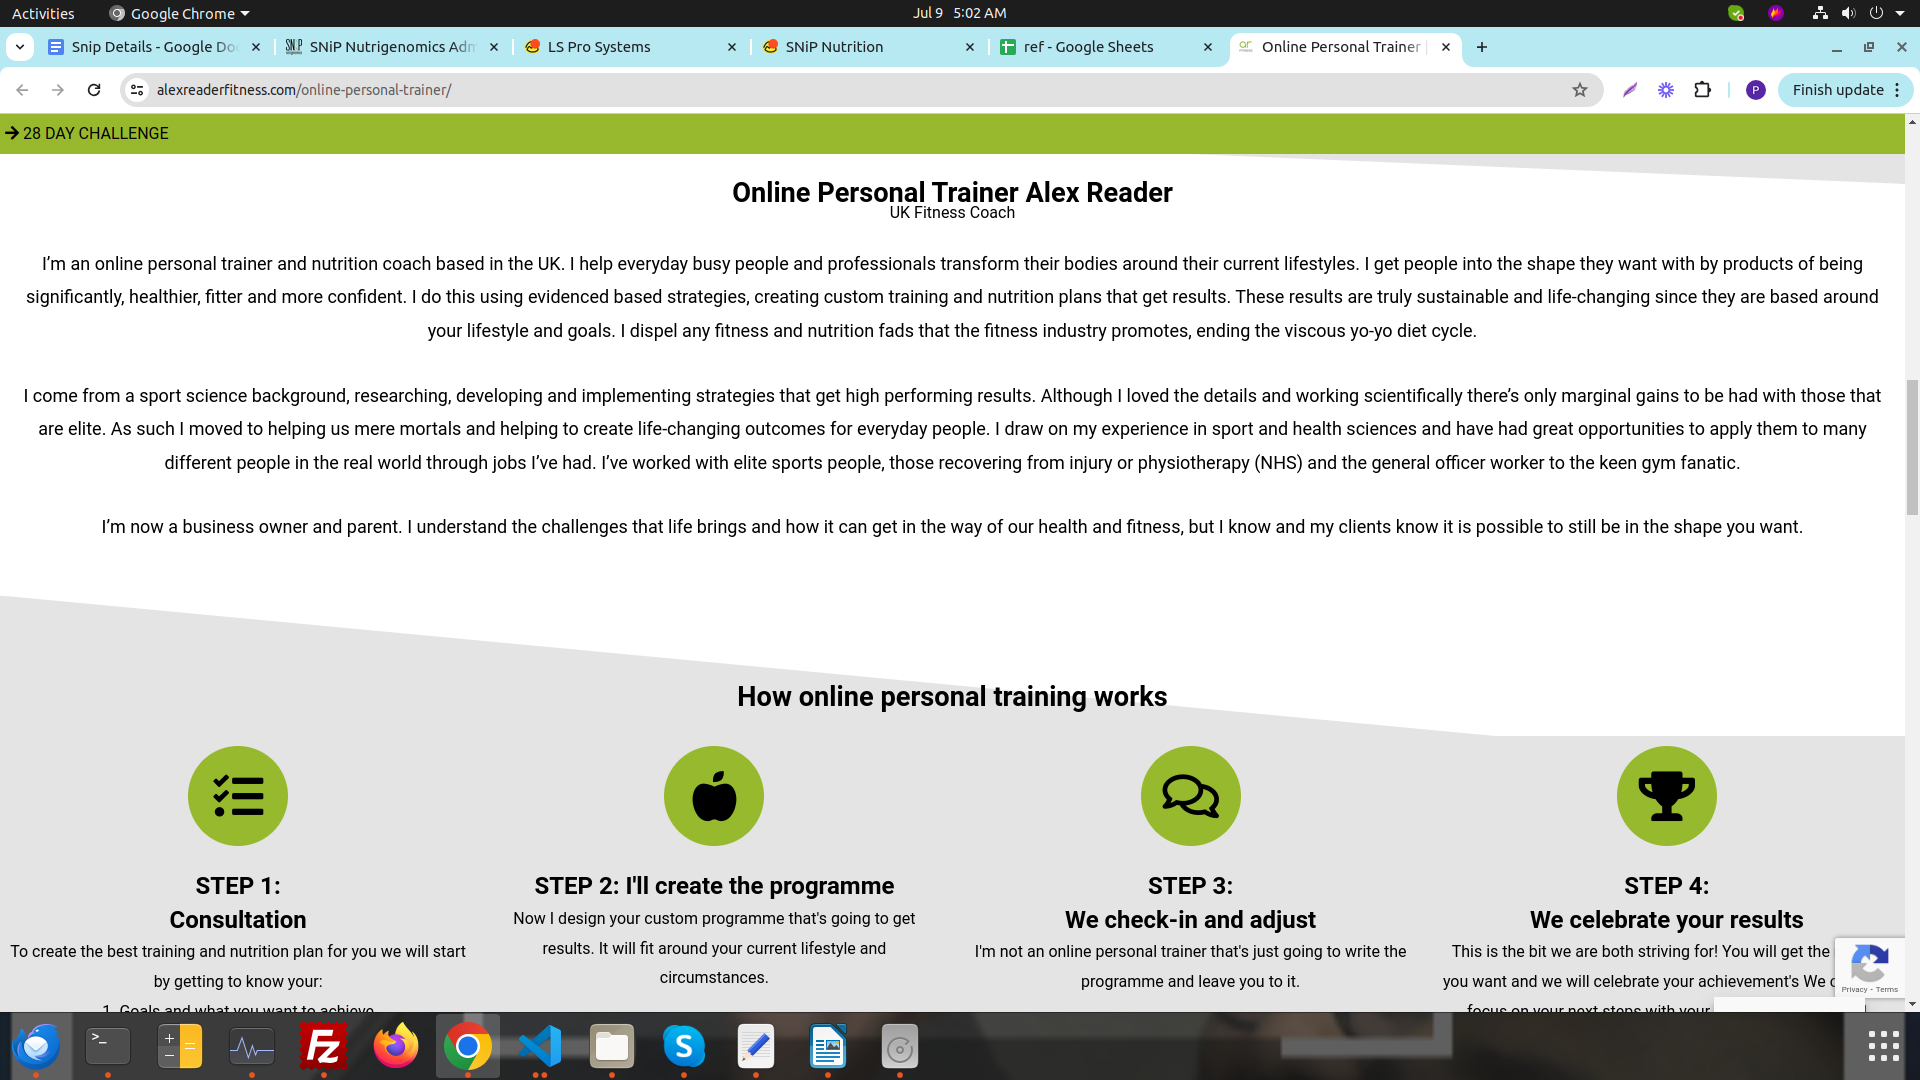 Activities
Google Chrome
Jul 9 5:02 AM
Snip Details - Google Do
SNiP Nutrigenomics Adm
LS Pro Systems
SNiP Nutrition
ref - Google Sheets
Online Personal Trainer
alexreaderfitness.com/online-personal-trainer/
P
Finish update
28 DAY CHALLENGE
Online Personal Trainer Alex Reader
UK Fitness Coach
I’m an online personal trainer and nutrition coach based in the UK. I help everyday busy people and professionals transform their bodies around their current lifestyles. I get people into the shape they want with by products of being
significantly, healthier, fitter and more confident. I do this using evidenced based strategies, creating custom training and nutrition plans that get results. These results are truly sustainable and life-changing since they are based around
your lifestyle and goals. I dispel any fitness and nutrition fads that the fitness industry promotes, ending the viscous yo-yo diet cycle.
I come from a sport science background, researching, developing and implementing strategies that get high performing results. Although I loved the details and working scientifically there’s only marginal gains to be had with those that
are elite. As such I moved to helping us mere mortals and helping to create life-changing outcomes for everyday people. I draw on my experience in sport and health sciences and have had great opportunities to apply them to many
different people in the real world through jobs I’ve had. I’ve worked with elite sports people, those recovering from injury or physiotherapy (NHS) and the general officer worker to the keen gym fanatic.
I’m now a business owner and parent. I understand the challenges that life brings and how it can get in the way of our health and fitness, but I know and my clients know it is possible to still be in the shape you want.
How online personal training works
STEP 1:
Consultation
To create the best training and nutrition plan for you we will start
by getting to know your:
1. Goals and what you want to achieve
STEP 2: I'll create the programme
Now I design your custom programme that's going to get
results. It will fit around your current lifestyle and
circumstances.
STEP 3:
We check-in and adjust
I'm not an online personal trainer that's just going to write the
programme and leave you to it.
STEP 4:
We celebrate your results
This is the bit we are both striving for! You will get the
you want and we will celebrate your achievement's We
focus on your next steps with your
Privacy - Terms